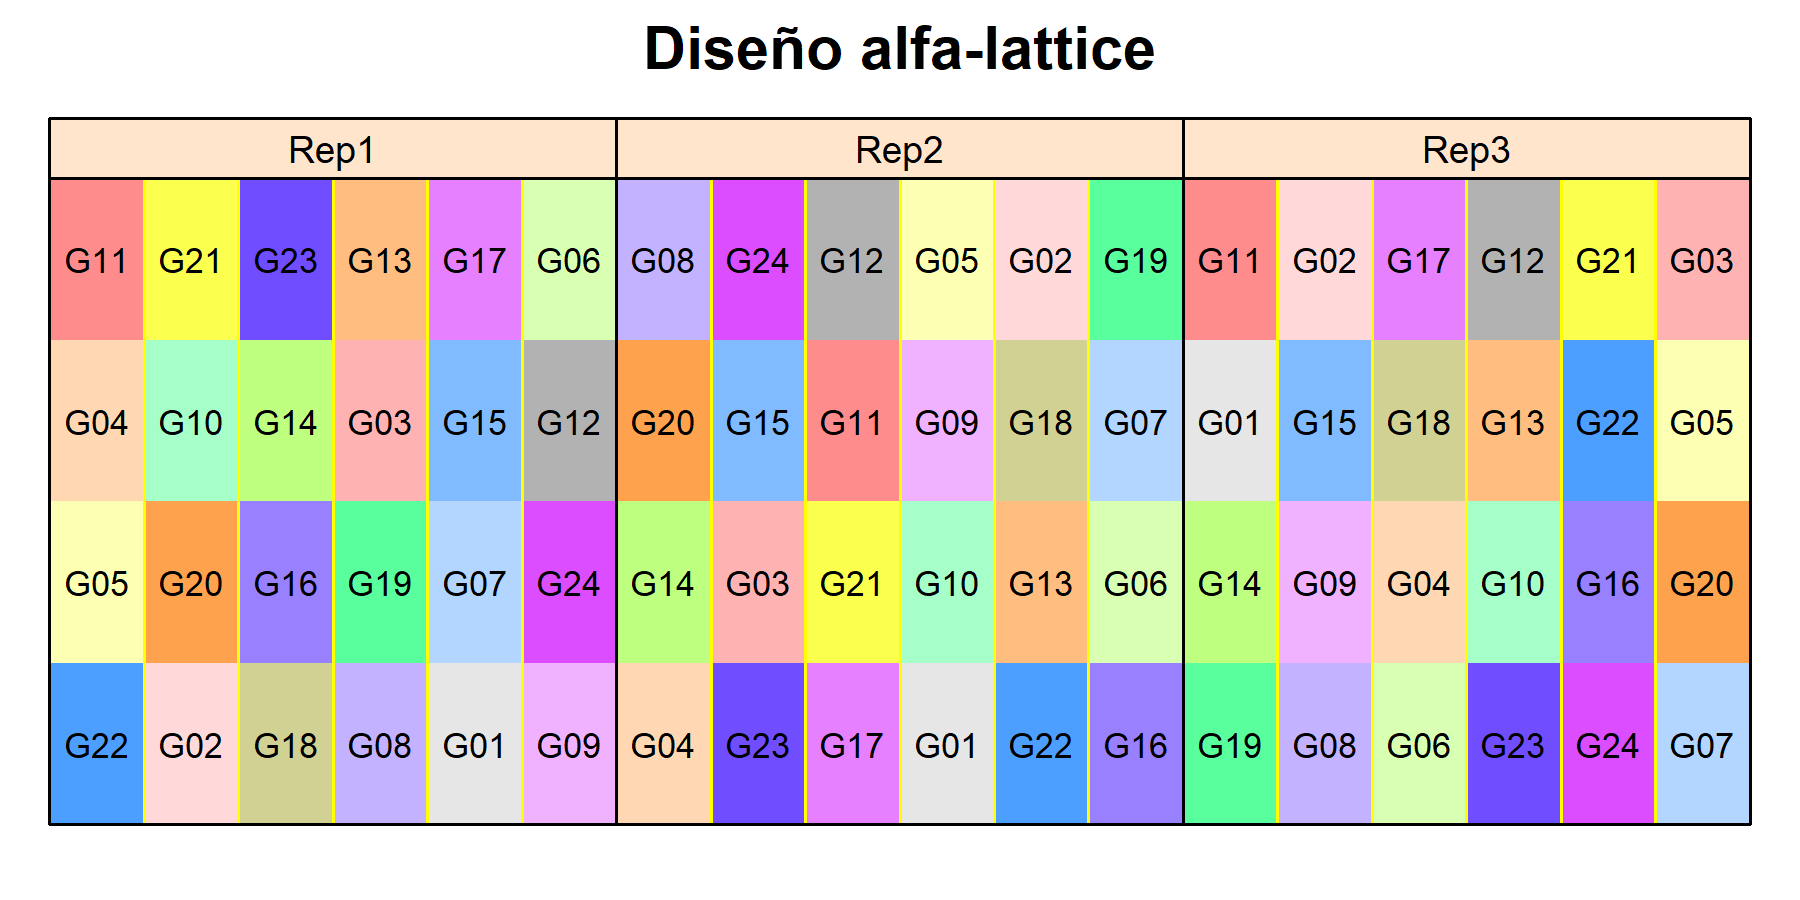 Diseño alfa-lattice
Rep1 Rep2 Rep3
G11 G21 G23 G13 G17 G06 G08 G24 G12 G05 G02 G19 G11 G02 G17 G12 G21 G03
G04 G10 G14 G03 G15 G12 G20 G15 G11 G09 G18 G07 G01 G15 G18 G13 G22 G05
G05 G20 G16 G19 G07 G24 G14 G03 G21 G10 G13 G06 G14 G09 G04 G10 G16 G20
G22 G02 G18 G08 G01 G09 G04 G23 G17 G01 G22 G16 G19 G08 G06 G23 G24 G07